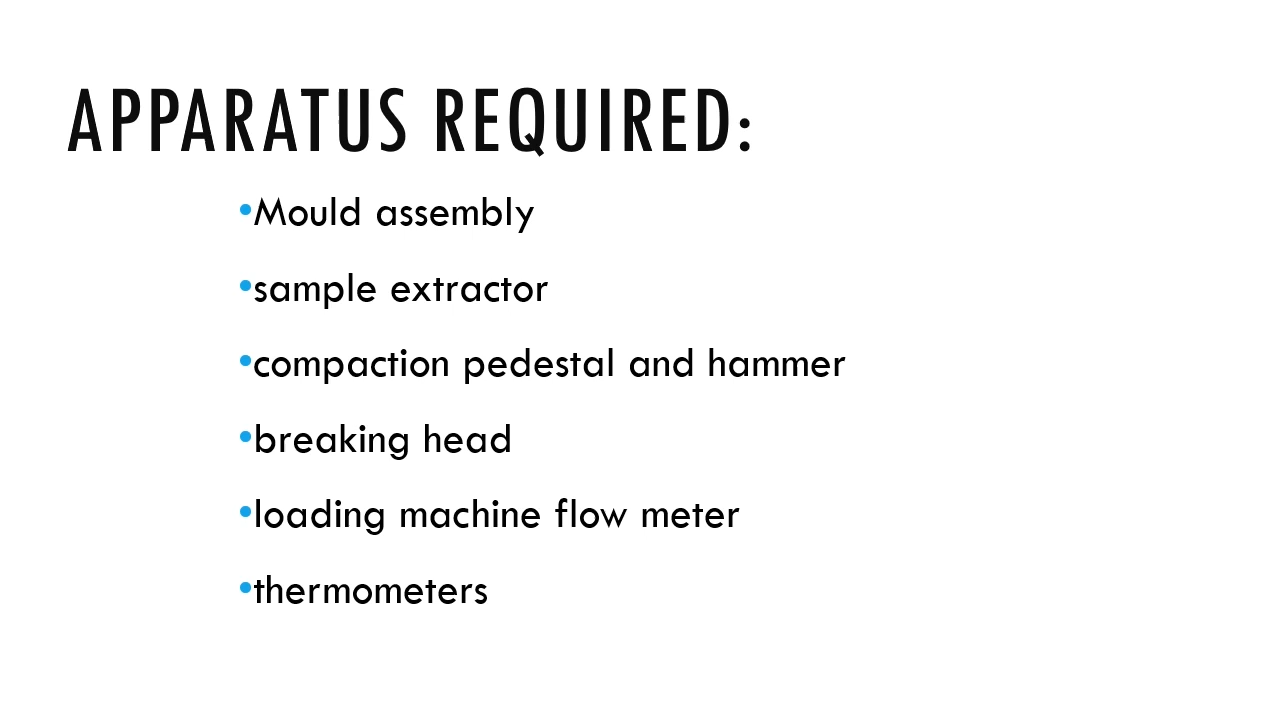 APPARATUS REQUIRED:
•Mould assembly
•sample extractor
•compaction pedestal and hammer
•breaking head
•loading machine flow meter
•thermometers